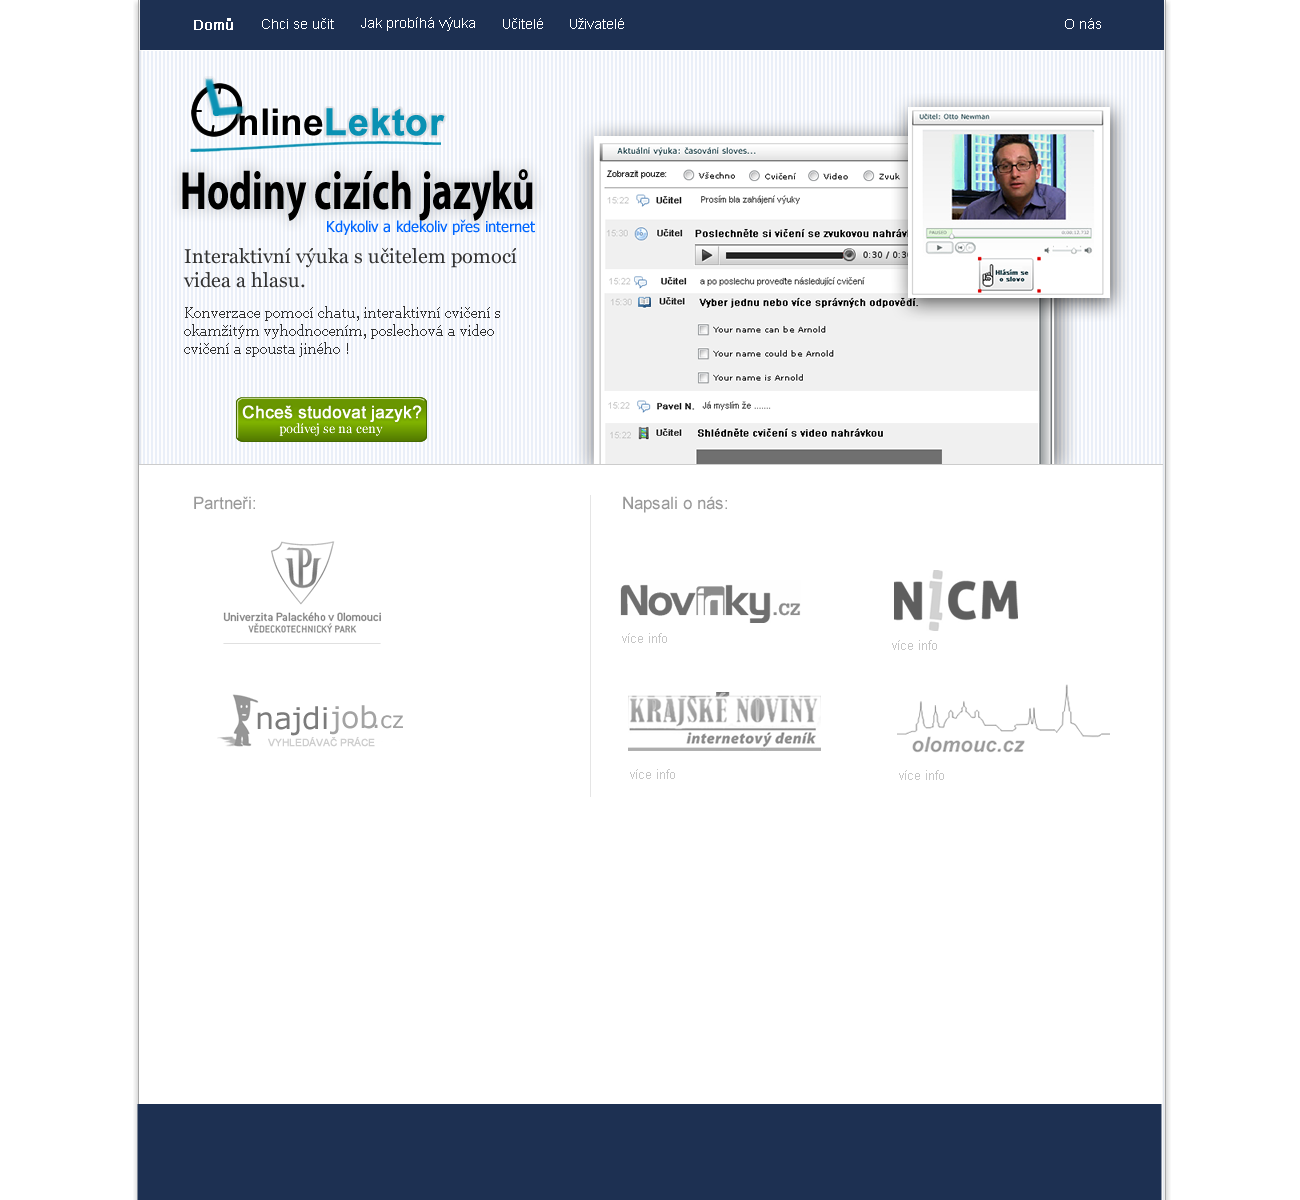 Domů Chci se učit Jak probíhá výuka Učitelé Uživatelé O nás
OnlineLektor
Hodiny cizích jazyků
Kdykoliv a kdekoliv přes internet
Interaktivní výuka s učitelem pomocí
videa a hlasu.
Konverzace pomocí chatu, interaktivní cvičení s
okamžitým vyhodnocením, poslechová a video
cvičení a spousta jiného !
Chceš studovat jazyk?
podívej se na ceny
Aktuální výuka: časování sloves...
Zobrazit pouze: Všechno Cvičení Video Zvuk
15:22 Učitel Prosím bla zahájení výuky
15:30 Učitel Poslechněte si vičení se zvukovou nahráv
0:30 / 0:30
15:22 Učitel a po poslechu proveďte následující cvičení
15:30 Učitel Vyber jednu nebo více správných odpovědí.
Your name can be Arnold
Your name could be Arnold
Your name is Arnold
15:22 Pavel N. Já myslím že .......
15:22 Učitel Shlédněte cvičení s video nahrávkou
Učitel: Otto Newman
PAUSED
Hlásím se
o slovo
Partneři:
UP
Univerzita Palackého v Olomouci
VĚDECKOTECHNICKÝ PARK
najdijob.cz
VYHLEDÁVAČ PRÁCE
Napsali o nás:
Novinky.cz
více info
NiCM
více info
KRAJSKÉ NOVINY
internetový deník
více info
olomouc.cz
více info